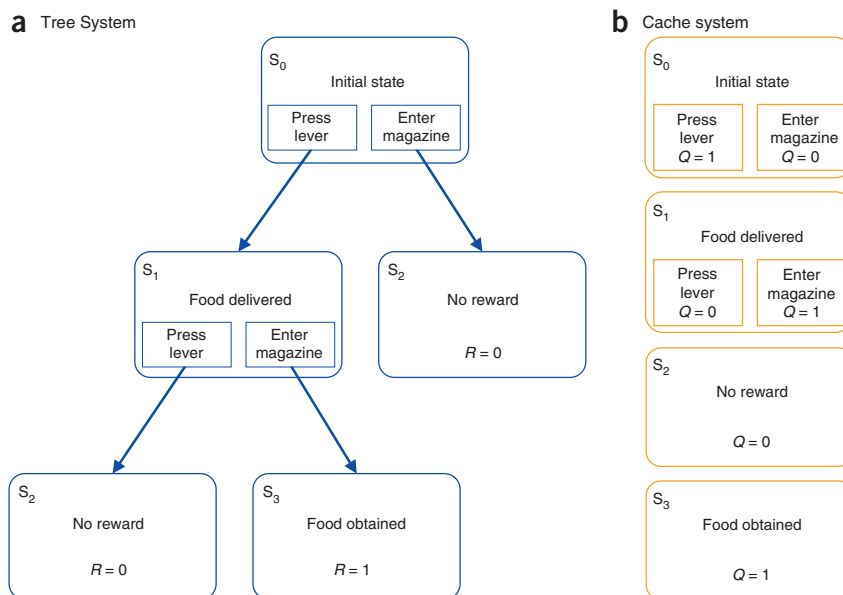 a Tree System
S0
Initial state
Press lever
Enter magazine
S1
Food delivered
Press lever
Enter magazine
S2
No reward
R = 0
S2
No reward
R = 0
S3
Food obtained
R = 1
b Cache system
S0
Initial state
Press lever
Q = 1
Enter magazine
Q = 0
S1
Food delivered
Press lever
Q = 0
Enter magazine
Q = 1
S2
No reward
Q = 0
S3
Food obtained
Q = 1